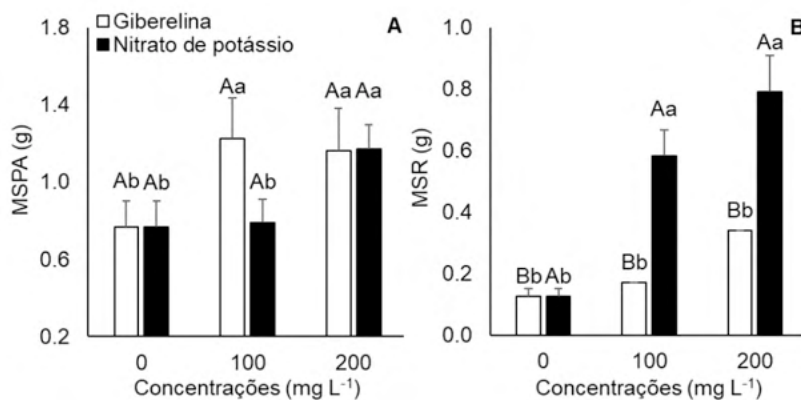 A
Giberelina
Nitrato de potássio
MSPA (g)
1.8
1.4
1.0
0.6
0.2
Ab Ab
Aa
Ab
Aa Aa
0 100 200
Concentrações (mg L⁻¹)
B
MSR (g)
1.0
0.8
0.6
0.4
0.2
0.0
Bb Ab
Bb
Aa
Bb
Aa
0 100 200
Concentrações (mg L⁻¹)